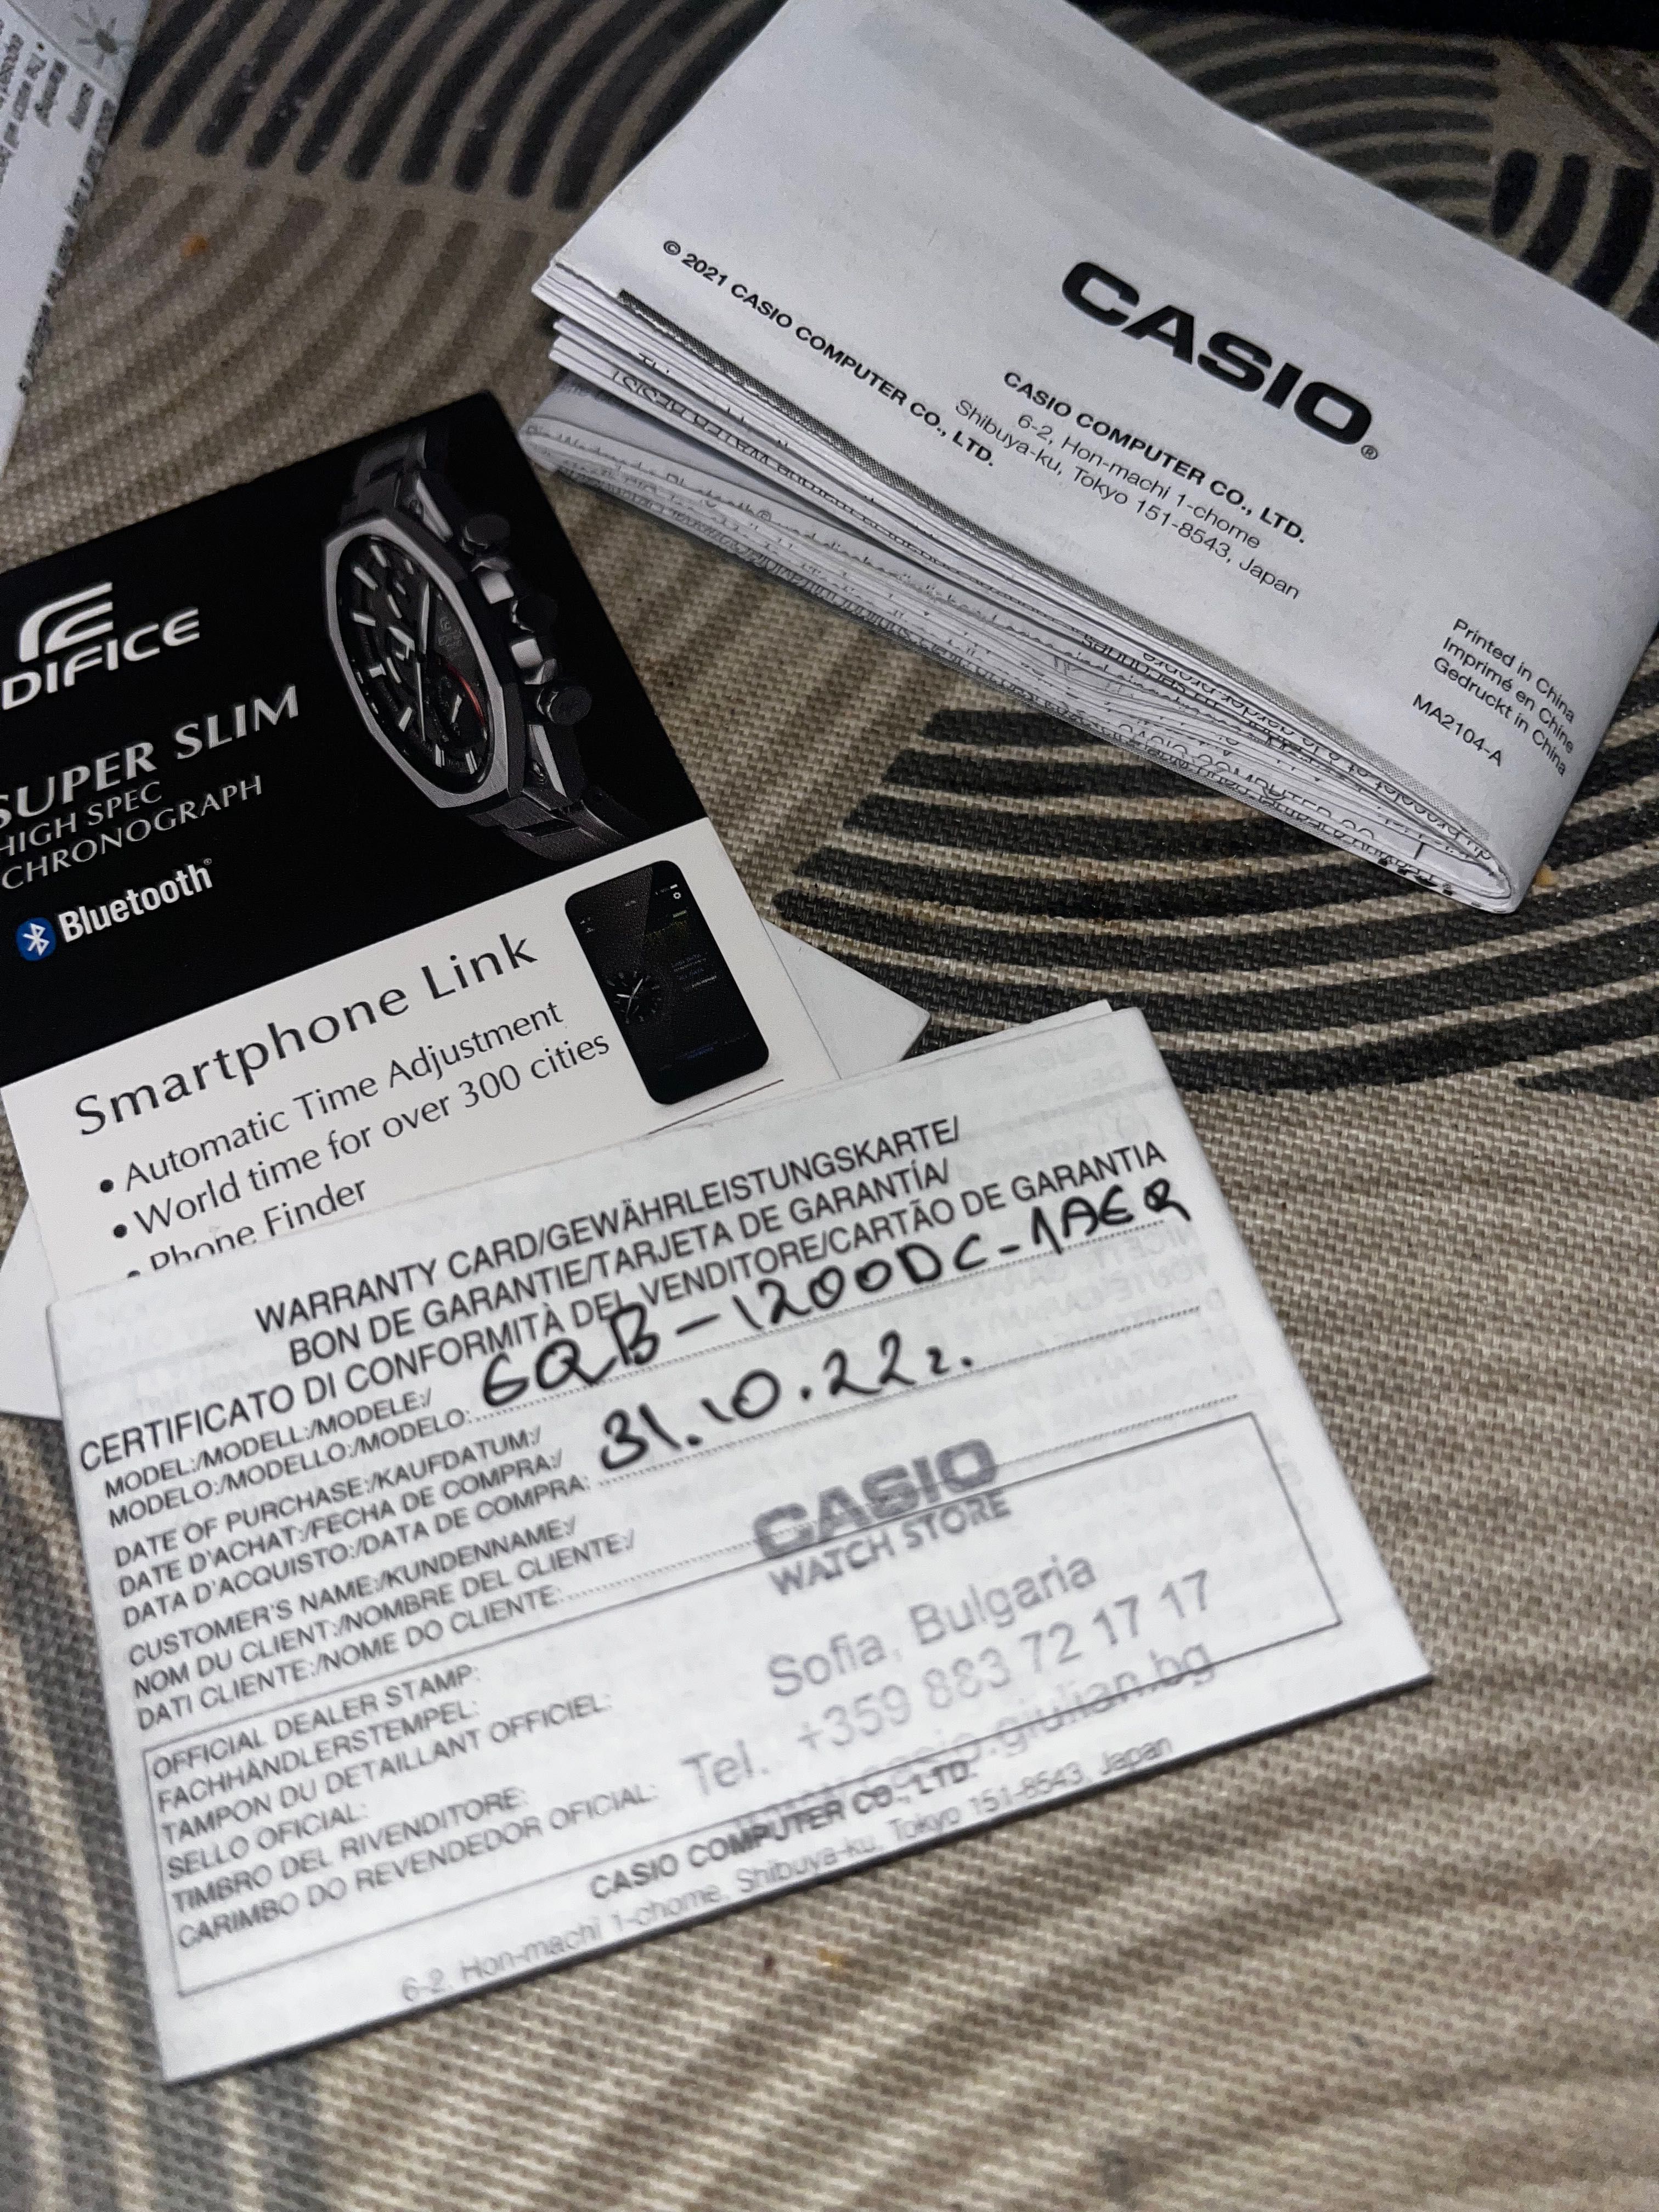 CASIO®
© 2021 CASIO COMPUTER CO., LTD.
CASIO COMPUTER CO., LTD.
6-2, Hon-machi 1-chome
Shibuya-ku, Tokyo 151-8543, Japan
Printed in China
Imprimé en Chine
Gedruckt in China
MA2104-A
DIFICE
SUPER SLIM
HIGH SPEC
CHRONOGRAPH
Bluetooth®
Smartphone Link
• Automatic Time Adjustment
• World time for over 300 cities
• Phone Finder
WARRANTY CARD/GEWÄHRLEISTUNGSKARTE/
BON DE GARANTIE/TARJETA DE GARANTÍA/
CERTIFICATO DI CONFORMITÀ DEL VENDITORE/CARTÃO DE GARANTIA
MODEL:/MODELL:/MODELE:/
MODELO:/MODELLO:/MODELO: EQB-1200DC-1AER
DATE OF PURCHASE:/KAUFDATUM:/
DATE D'ACHAT:/FECHA DE COMPRA:/
DATA D'ACQUISTO:/DATA DE COMPRA: 31.10.22г.
CUSTOMER'S NAME:/KUNDENNAME:/
NOM DU CLIENT:/NOMBRE DEL CLIENTE:/
DATI CLIENTE:/NOME DO CLIENTE:
OFFICIAL DEALER STAMP:
FACHHÄNDLERSTEMPEL:
TAMPON DU DETAILLANT OFFICIEL:
SELLO OFICIAL:
TIMBRO DEL RIVENDITORE:
CARIMBO DO REVENDEDOR OFICIAL:
CASIO
WATCH STORE
Sofia, Bulgaria
Tel. +359 883 72 17 17
casio.giulian.bg
CASIO COMPUTER CO., LTD.
6-2, Hon-machi 1-chome, Shibuya-ku, Tokyo 151-8543, Japan